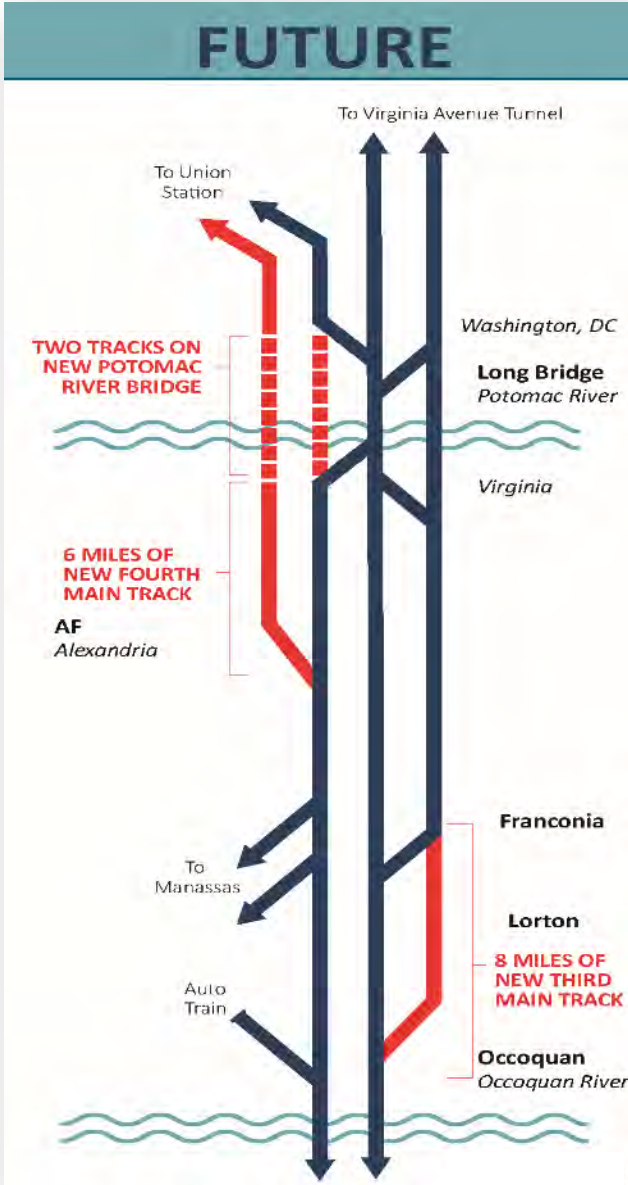 FUTURE
To Virginia Avenue Tunnel
To Union
Station
Washington, DC
TWO TRACKS ON
NEW POTOMAC
RIVER BRIDGE
Long Bridge
Potomac River
Virginia
6 MILES OF
NEW FOURTH
MAIN TRACK
AF
Alexandria
Franconia
To
Manassas
Lorton
8 MILES OF
NEW THIRD
MAIN TRACK
Auto
Train
Occoquan
Occoquan River